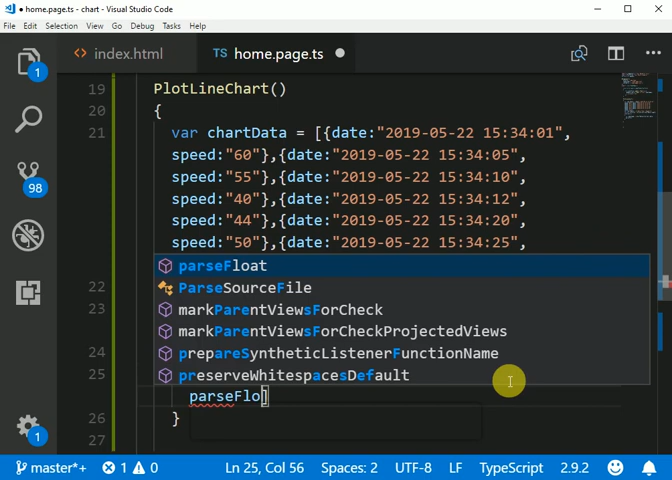 ● home.page.ts - chart - Visual Studio Code
File Edit Selection View Go Debug Tasks Help
<> index.html TS home.page.ts ●
1
98
1
19 PlotLineChart()
20 {
21 var chartData = [{date:"2019-05-22 15:34:01",
speed:"60"},{date:"2019-05-22 15:34:05",
speed:"55"},{date:"2019-05-22 15:34:10",
speed:"40"},{date:"2019-05-22 15:34:12",
speed:"44"},{date:"2019-05-22 15:34:20",
speed:"50"},{date:"2019-05-22 15:34:25",
parseFloat
22 ParseSourceFile
23 markParentViewsForCheck
markParentViewsForCheckProjectedViews
24 prepareSyntheticListenerFunctionName
25 preserveWhitespacesDefault
parseFlo]
26 }
27
master*+ 1 0 Ln 25, Col 56 Spaces: 2 UTF-8 LF TypeScript 2.9.2